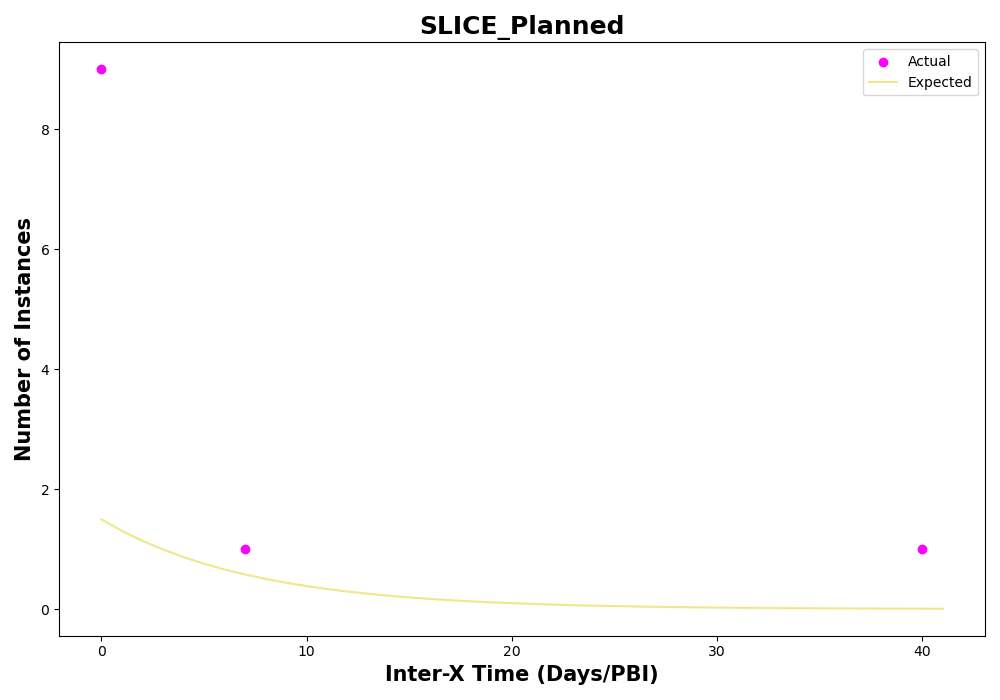 SLICE_Planned
Actual
Expected
Number of Instances
8
6
4
2
0
0 10 20 30 40
Inter-X Time (Days/PBI)